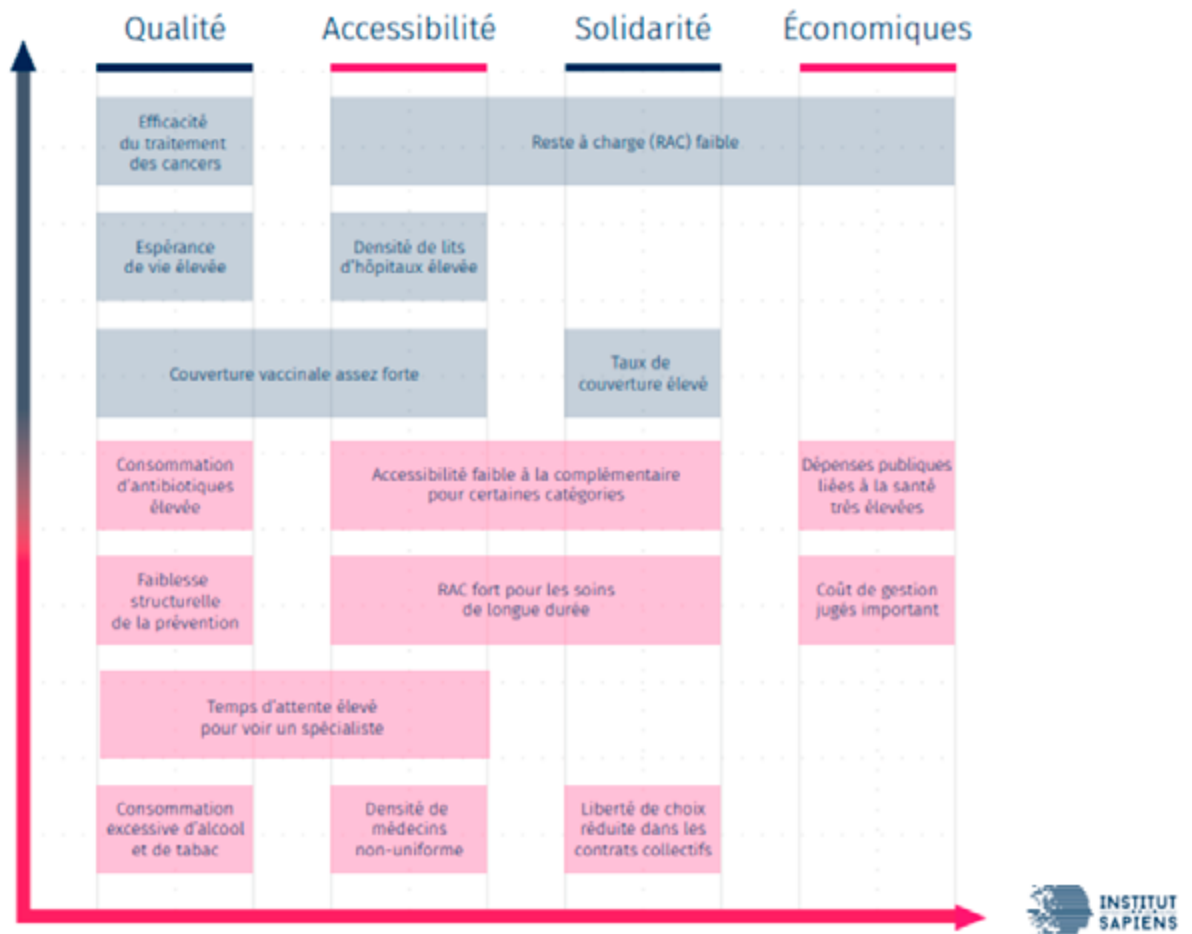 Qualité
Accessibilité
Solidarité
Économiques
Efficacité
du traitement
des cancers
Reste à charge (RAC) faible
Espérance
de vie élevée
Densité de lits
d'hôpitaux élevée
Couverture vaccinale assez forte
Taux de
couverture élevé
Consommation
d'antibiotiques
élevée
Accessibilité faible à la complémentaire
pour certaines catégories
Dépenses publiques
liées à la santé
très élevées
Faiblesse
structurelle
de la prévention
RAC fort pour les soins
de longue durée
Coût de gestion
jugés important
Temps d'attente élevé
pour voir un spécialiste
Consommation
excessive d'alcool
et de tabac
Densité de
médecins
non-uniforme
Liberté de choix
réduite dans les
contrats collectifs
INSTITUT
SAPIENS